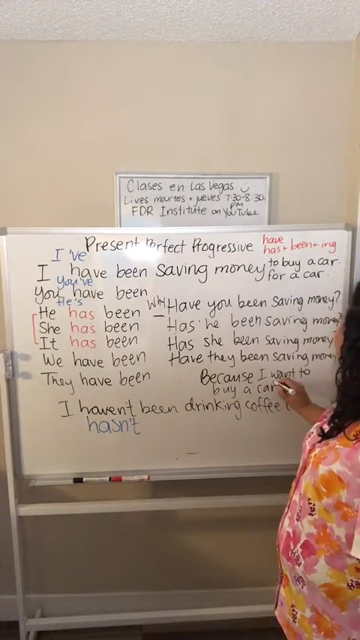 Clases en Las Vegas
Lives martes + jueves 7:30-8:30 PM
FDR Institute on YouTube
Present Perfect Progressive have
has + been + ing
I've
I have been saving money to buy a car.
for a car.
You've
You have been
He's
He has been
She has been
It has been
We have been
They have been
Why Have you been saving money?
Has he been saving money?
Has she been saving money?
Have they been saving money
Because I want to
buy a car
I haven't been drinking coffee
hasn't